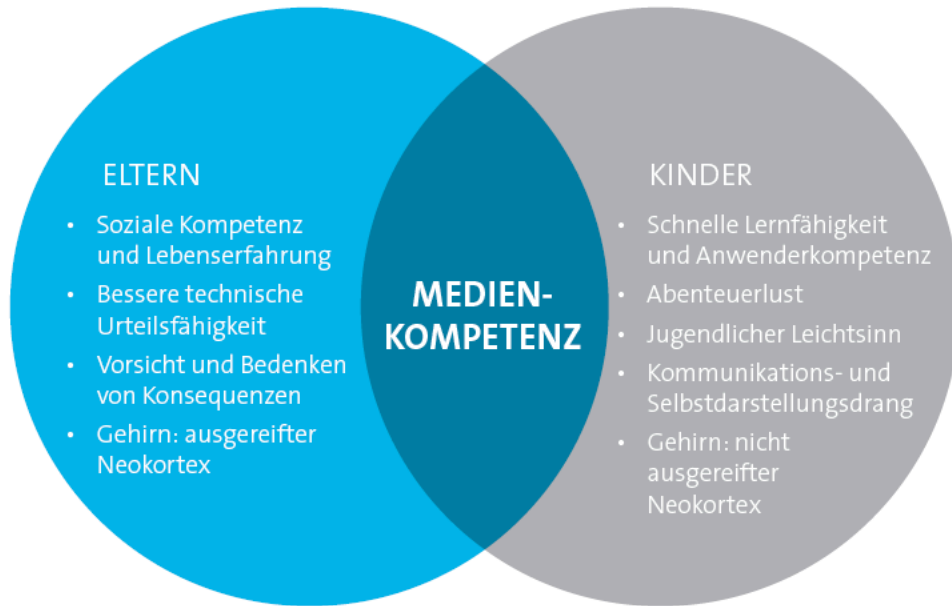 ELTERN
• Soziale Kompetenz
und Lebenserfahrung
• Bessere technische
Urteilsfähigkeit
• Vorsicht und Bedenken
von Konsequenzen
• Gehirn: ausgereifter
Neokortex
MEDIEN-
KOMPETENZ
KINDER
• Schnelle Lernfähigkeit
und Anwenderkompetenz
• Abenteuerlust
• Jugendlicher Leichtsinn
• Kommunikations- und
Selbstdarstellungsdrang
• Gehirn: nicht
ausgereifter
Neokortex